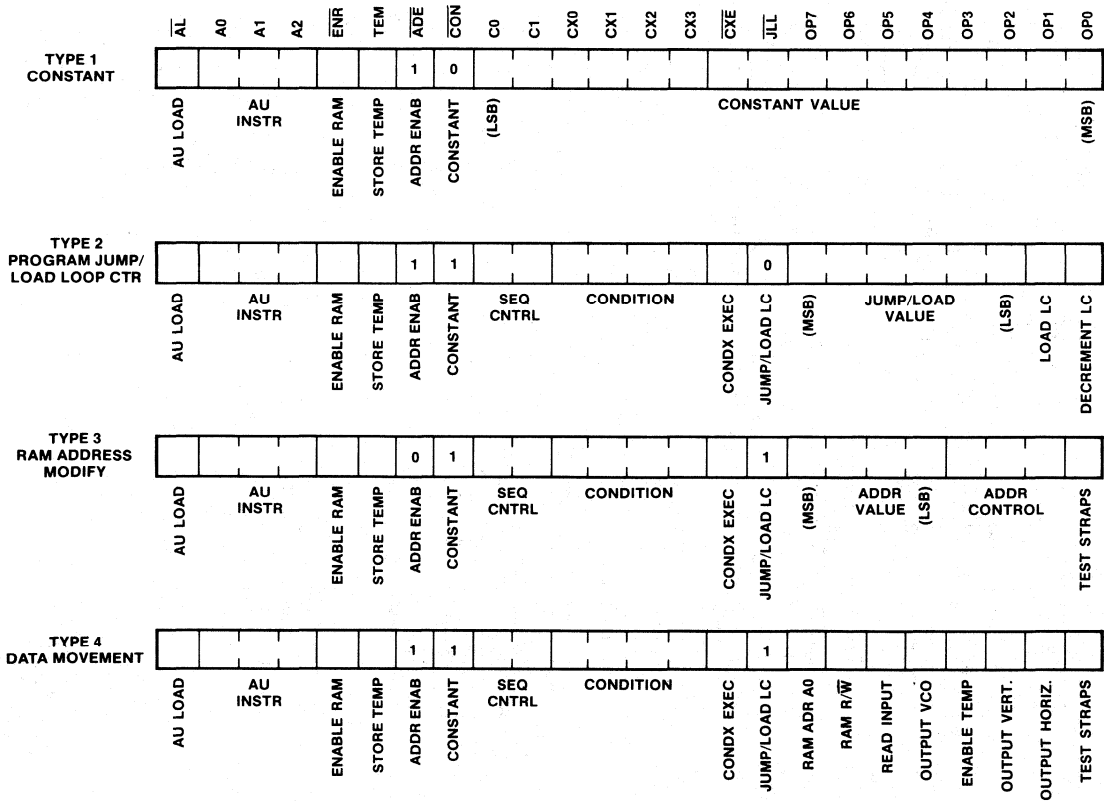 AL A0 A1 A2 ENR TEM ADE CON C0 C1 CX0 CX1 CX2 CX3 CXE JLL OP7 OP6 OP5 OP4 OP3 OP2 OP1 OP0
TYPE 1
CONSTANT
1 0
AU LOAD
AU
INSTR
ENABLE RAM
STORE TEMP
ADDR ENAB
CONSTANT
(LSB)
CONSTANT VALUE
(MSB)
TYPE 2
PROGRAM JUMP/
LOAD LOOP CTR
1 1 0
AU LOAD
AU
INSTR
ENABLE RAM
STORE TEMP
ADDR ENAB
CONSTANT
SEQ
CNTRL
CONDITION
CONDX EXEC
JUMP/LOAD LC
(MSB)
JUMP/LOAD
VALUE
(LSB)
LOAD LC
DECREMENT LC
TYPE 3
RAM ADDRESS
MODIFY
0 1 1
AU LOAD
AU
INSTR
ENABLE RAM
STORE TEMP
ADDR ENAB
CONSTANT
SEQ
CNTRL
CONDITION
CONDX EXEC
JUMP/LOAD LC
(MSB)
ADDR
VALUE
(LSB)
ADDR
CONTROL
TEST STRAPS
TYPE 4
DATA MOVEMENT
1 1 1
AU LOAD
AU
INSTR
ENABLE RAM
STORE TEMP
ADDR ENAB
CONSTANT
SEQ
CNTRL
CONDITION
CONDX EXEC
JUMP/LOAD LC
RAM ADR A0
RAM R/W̅
READ INPUT
OUTPUT VCO
ENABLE TEMP
OUTPUT VERT.
OUTPUT HORIZ.
TEST STRAPS